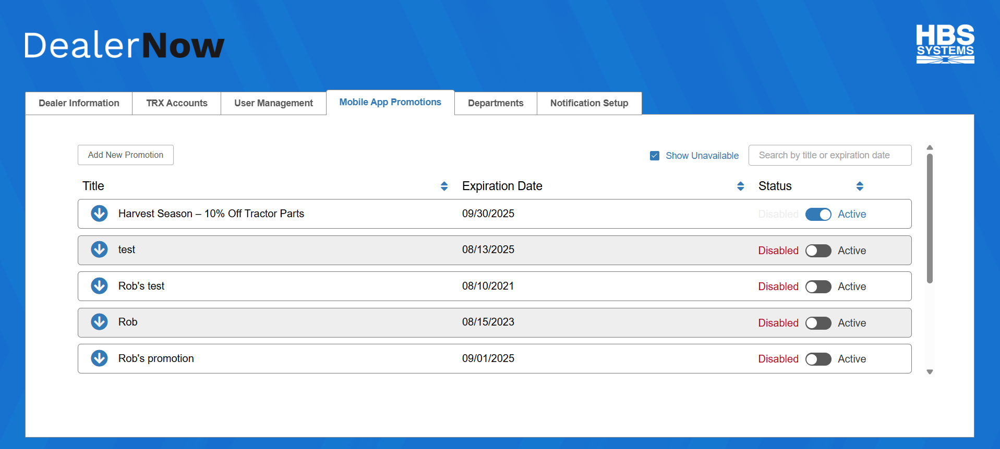 DealerNow
HBS
SYSTEMS
Dealer Information TRX Accounts User Management Mobile App Promotions Departments Notification Setup
Add New Promotion Show Unavailable Search by title or expiration date
Title Expiration Date Status
Harvest Season – 10% Off Tractor Parts 09/30/2025 Disabled Active
test 08/13/2025 Disabled Active
Rob's test 08/10/2021 Disabled Active
Rob 08/15/2023 Disabled Active
Rob's promotion 09/01/2025 Disabled Active